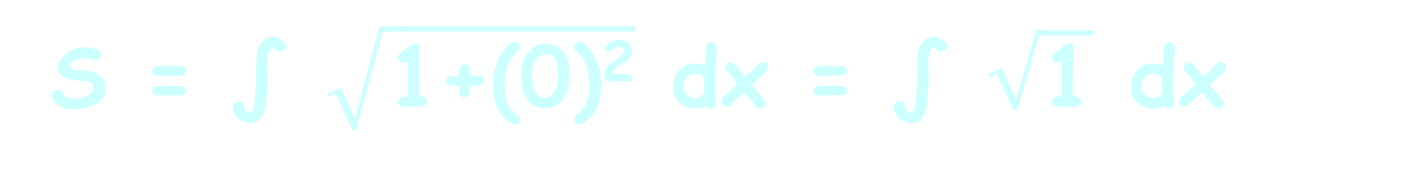 S = ∫ √1+(0)² dx = ∫ √1 dx